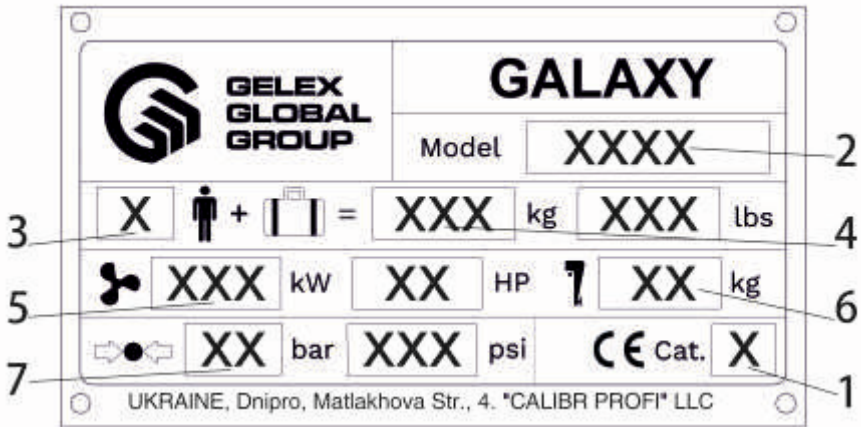 GELEX
GLOBAL
GROUP
GALAXY
Model XXXX 2
3 X + = XXX kg XXX lbs 4
5 XXX kW XX HP XX kg 6
7 XX bar XXX psi CE Cat. X 1
UKRAINE, Dnipro, Matlakhova Str., 4. "CALIBR PROFI" LLC